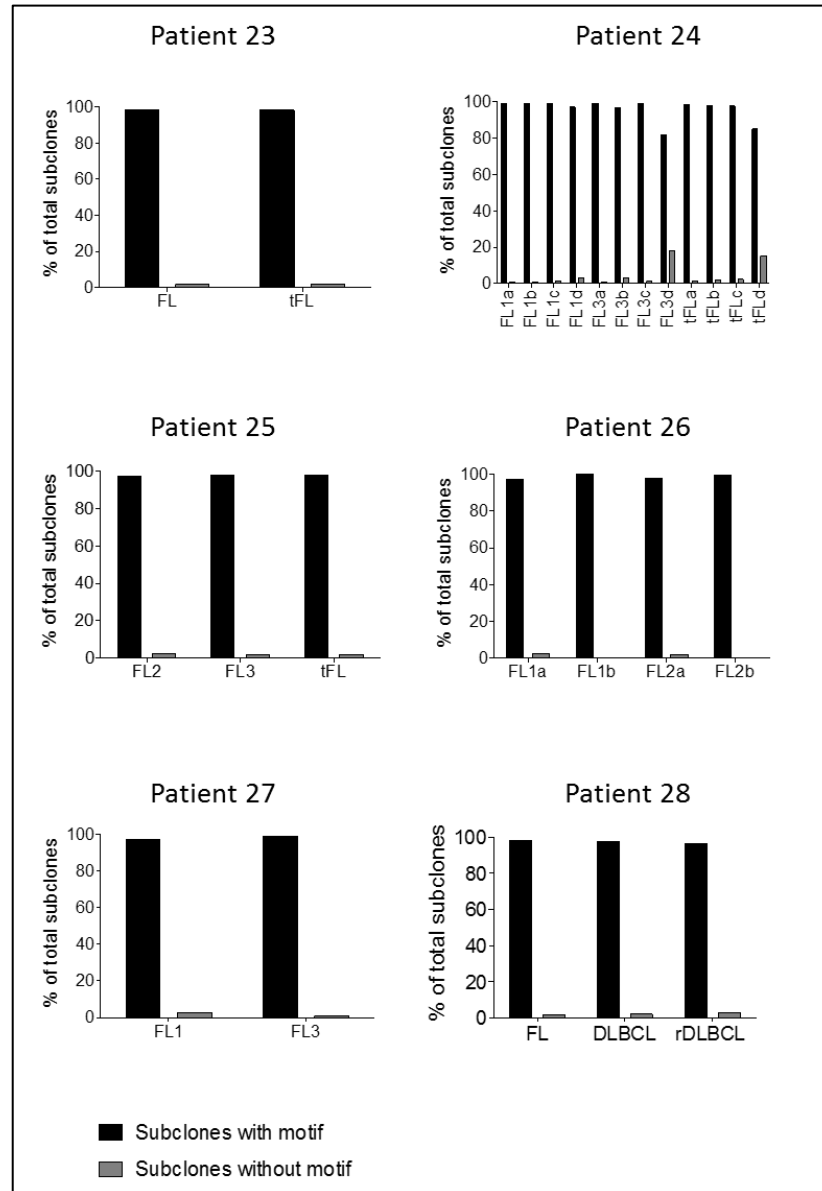 Patient 23
% of total subclones
100
80
60
40
20
0
FL tFL
Patient 24
% of total subclones
100
80
60
40
20
0
FL1a FL1b FL1c FL1d FL3a FL3b FL3c FL3d tFLa tFLb tFLc tFLd
Patient 25
% of total subclones
100
80
60
40
20
0
FL2 FL3 tFL
Patient 26
% of total subclones
100
80
60
40
20
0
FL1a FL1b FL2a FL2b
Patient 27
% of total subclones
100
80
60
40
20
0
FL1 FL3
Patient 28
% of total subclones
100
80
60
40
20
0
FL DLBCL rDLBCL
Subclones with motif
Subclones without motif